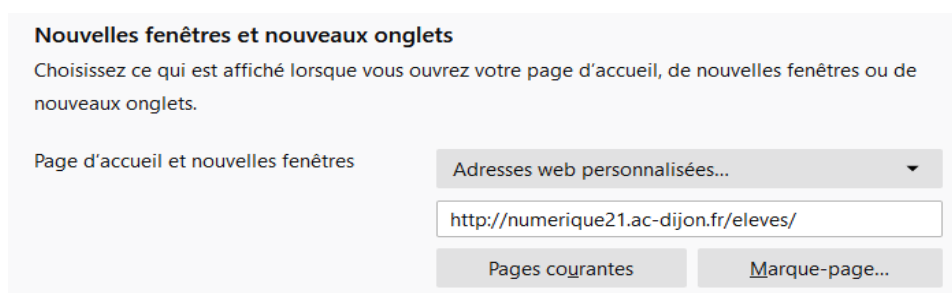 Nouvelles fenêtres et nouveaux onglets
Choisissez ce qui est affiché lorsque vous ouvrez votre page d’accueil, de nouvelles fenêtres ou de
nouveaux onglets.
Page d’accueil et nouvelles fenêtres
Adresses web personnalisées...
http://numerique21.ac-dijon.fr/eleves/
Pages courantes
Marque-page...